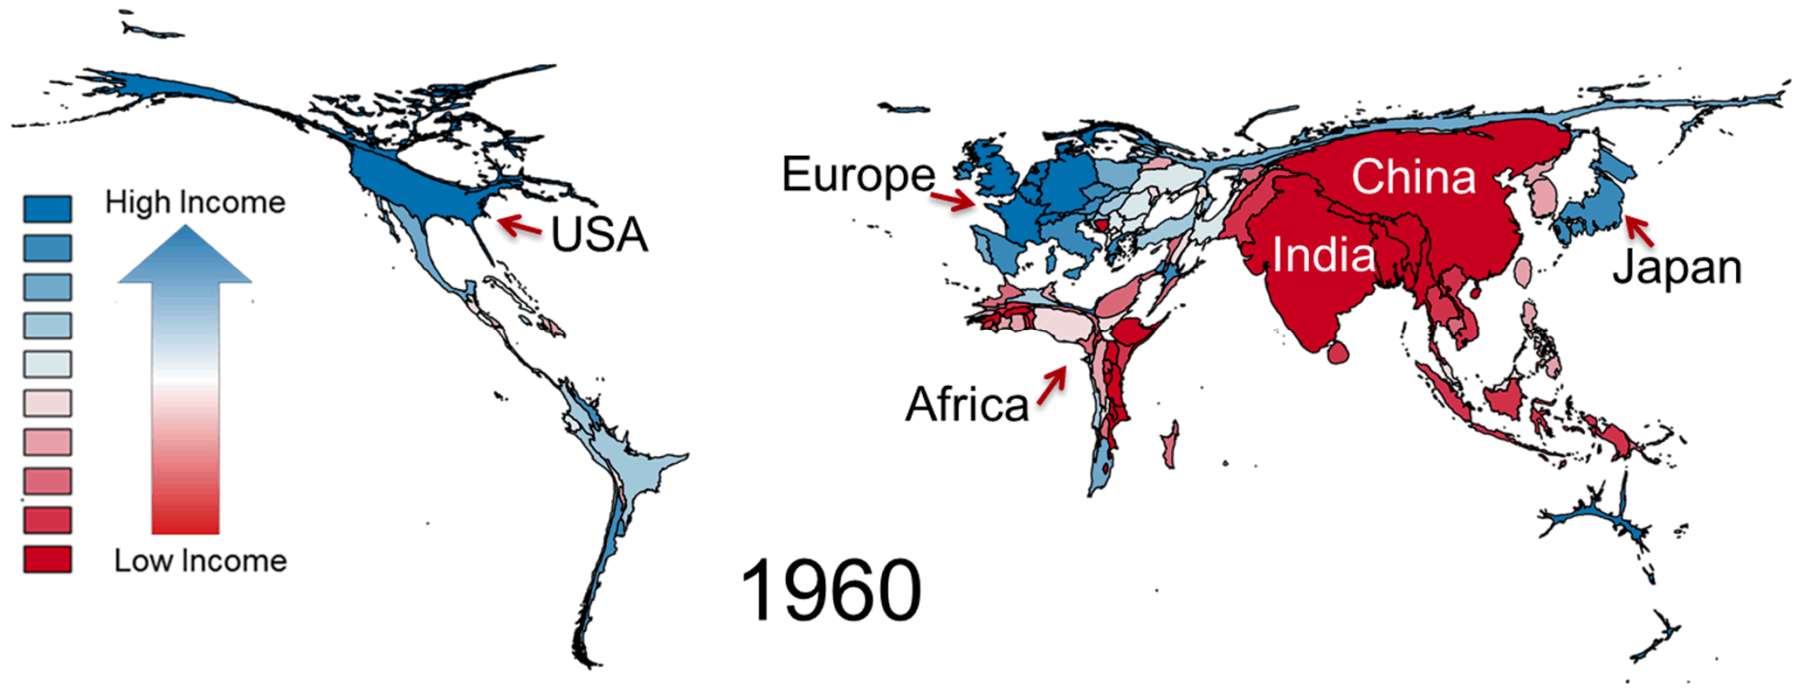 High Income
Low Income
USA
Europe
Africa
China
India
Japan
1960